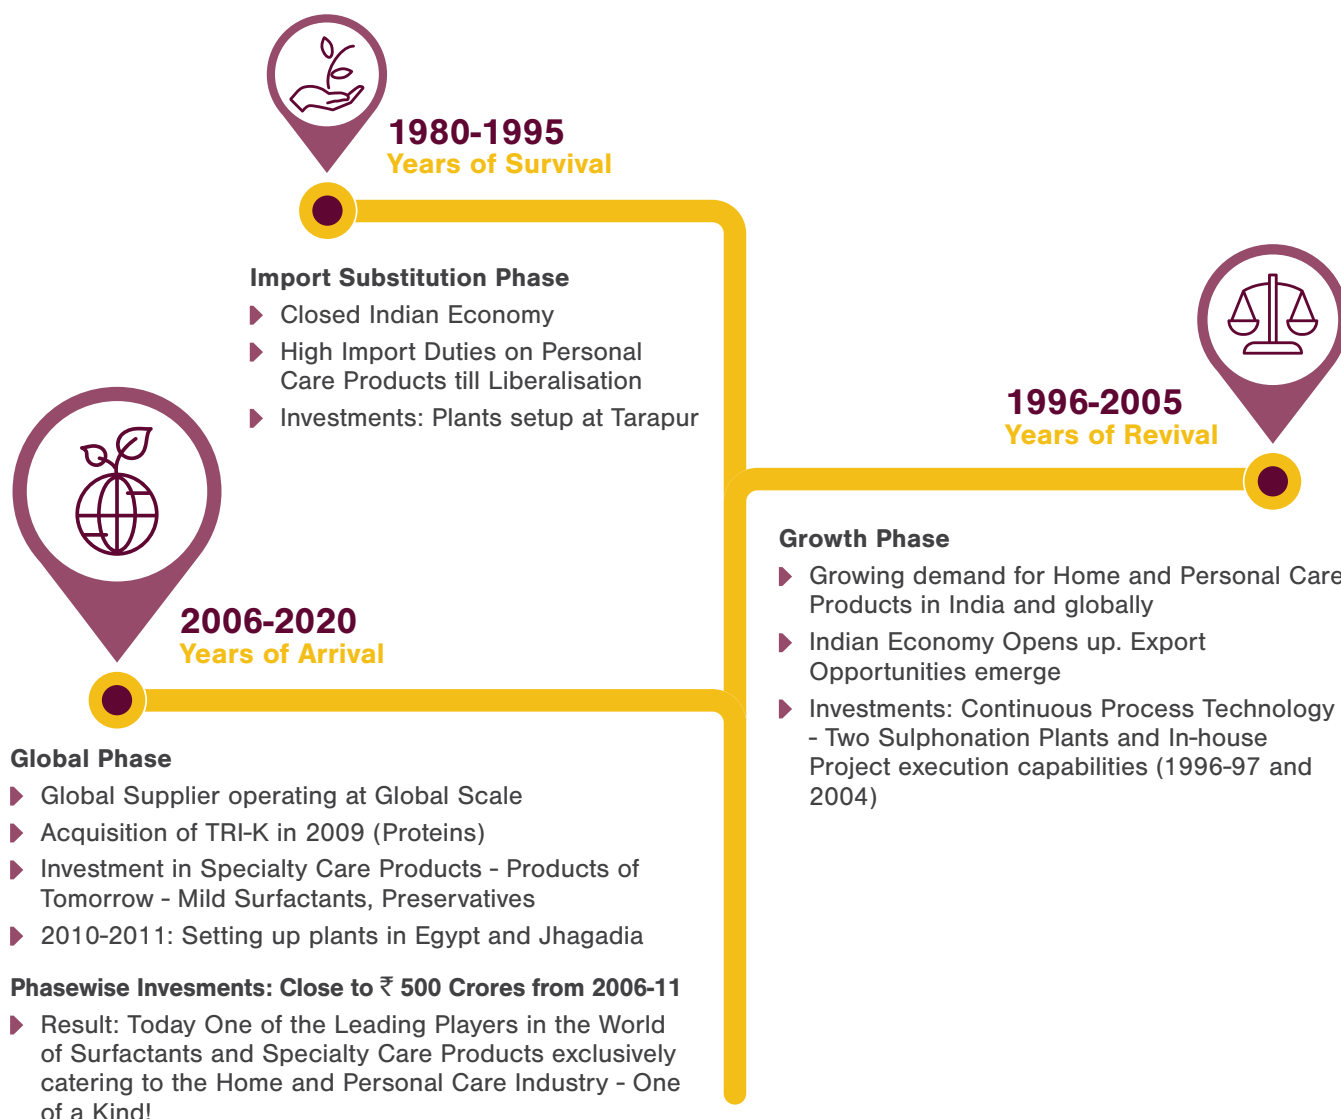 1980-1995
Years of Survival
Import Substitution Phase
Closed Indian Economy
High Import Duties on Personal
Care Products till Liberalisation
Investments: Plants setup at Tarapur
1996-2005
Years of Revival
Growth Phase
Growing demand for Home and Personal Care
Products in India and globally
Indian Economy Opens up. Export
Opportunities emerge
Investments: Continuous Process Technology
- Two Sulphonation Plants and In-house
Project execution capabilities (1996-97 and
2004)
2006-2020
Years of Arrival
Global Phase
Global Supplier operating at Global Scale
Acquisition of TRI-K in 2009 (Proteins)
Investment in Specialty Care Products - Products of
Tomorrow - Mild Surfactants, Preservatives
2010-2011: Setting up plants in Egypt and Jhagadia
Phasewise Invesments: Close to ₹ 500 Crores from 2006-11
Result: Today One of the Leading Players in the World
of Surfactants and Specialty Care Products exclusively
catering to the Home and Personal Care Industry - One
of a Kind!